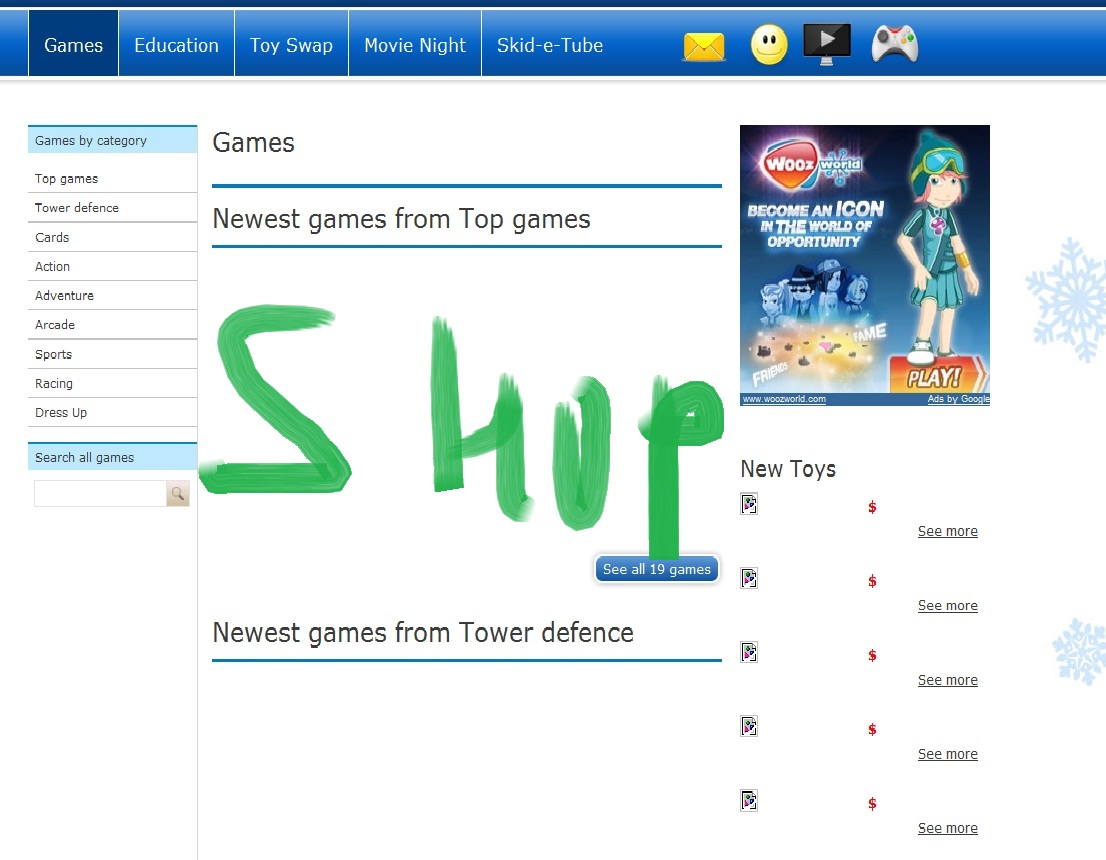 Games Education Toy Swap Movie Night Skid-e-Tube
Games by category
Top games
Tower defence
Cards
Action
Adventure
Arcade
Sports
Racing
Dress Up
Search all games
Games
Newest games from Top games
Shop
See all 19 games
Newest games from Tower defence
Wooz world
BECOME AN ICON
IN THE WORLD OF
OPPORTUNITY
FAME
FRIENDS
PLAY!
www.woozworld.com Ads by Google
New Toys
$
See more
$
See more
$
See more
$
See more
$
See more